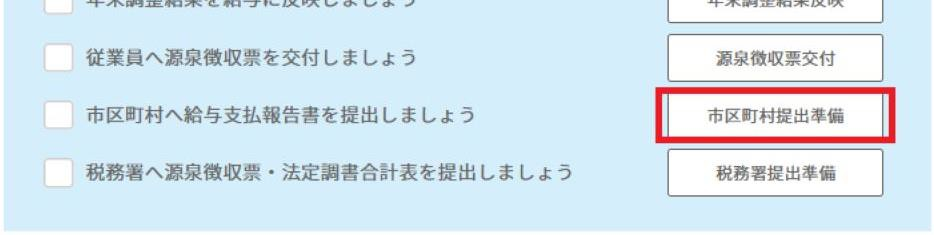 年末調整結果を給与に反映しましょう
年末調整結果反映
従業員へ源泉徴収票を交付しましょう
源泉徴収票交付
市区町村へ給与支払報告書を提出しましょう
市区町村提出準備
税務署へ源泉徴収票・法定調書合計表を提出しましょう
税務署提出準備